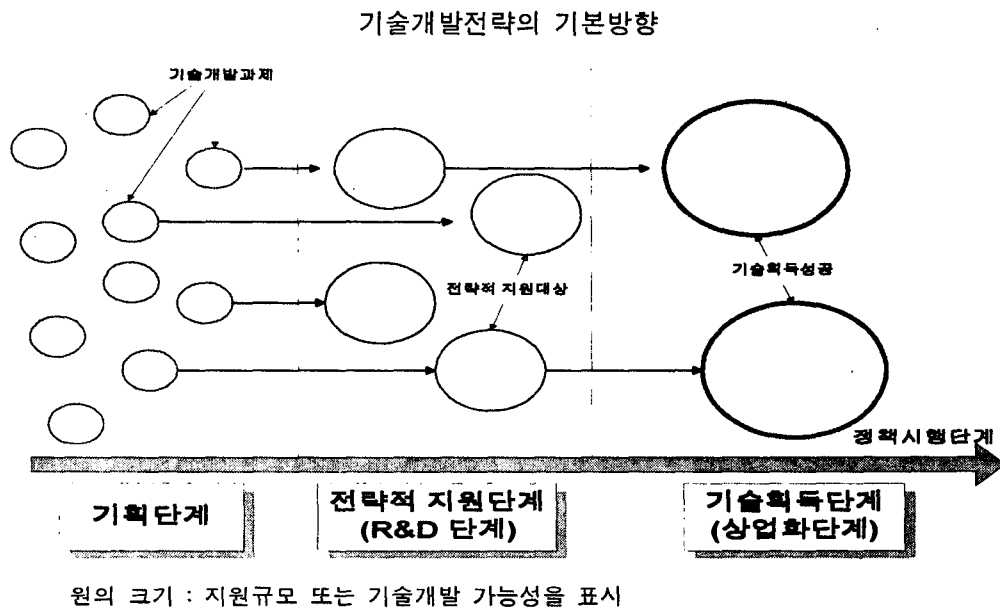 기술개발전략의 기본방향
기술개발과제
전략적 지원대상
기술획득성공
정책시행단계
기획단계
전략적 지원단계
(R&D 단계)
기술획득단계
(상업화단계)
원의 크기 : 지원규모 또는 기술개발 가능성을 표시